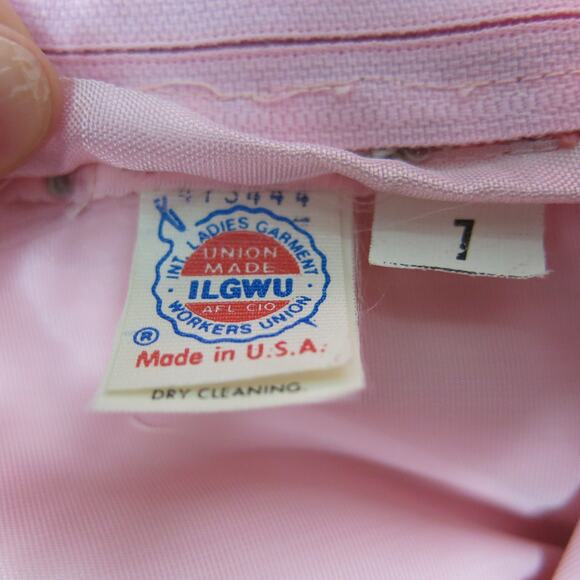 INT. LADIES GARMENT
UNION
MADE
ILGWU
AFL CIO
WORKERS UNION
®
Made in U.S.A.
DRY CLEANING
7